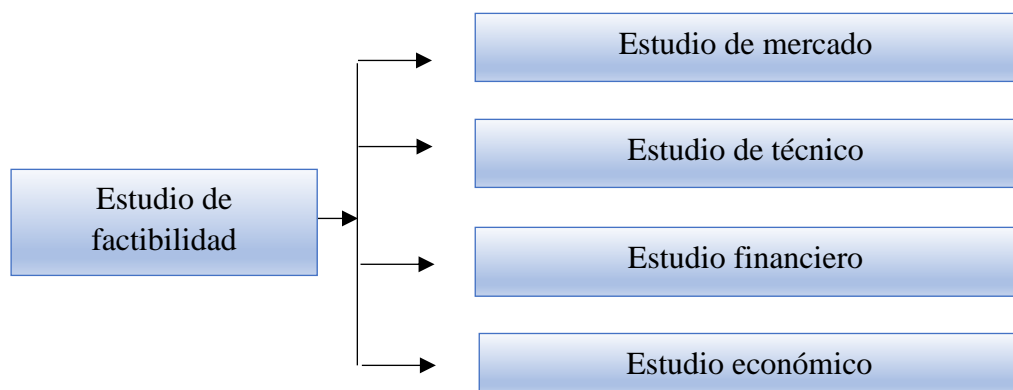 Estudio de mercado
Estudio de técnico
Estudio de
factibilidad
Estudio financiero
Estudio económico